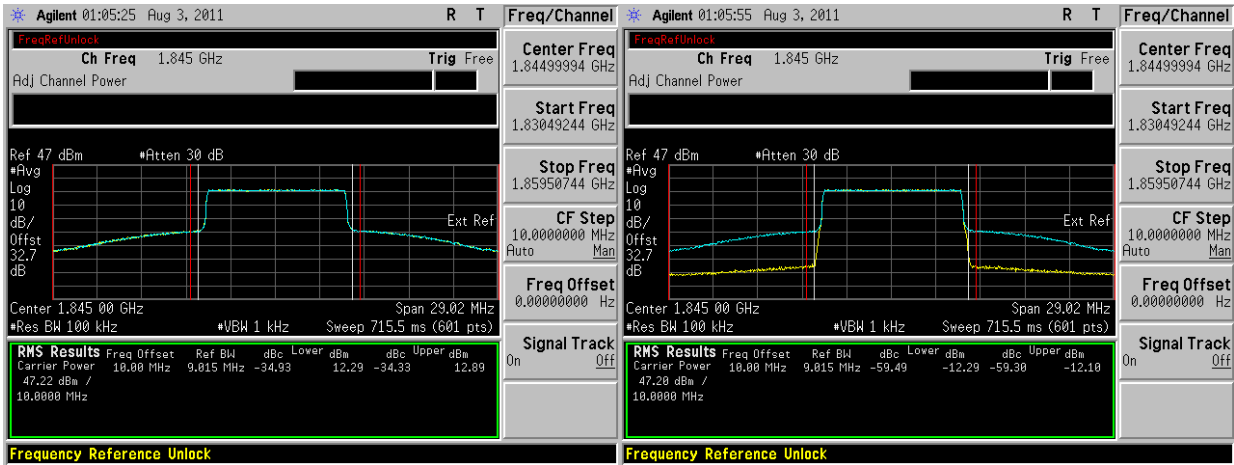 Agilent 01:05:25 Aug 3, 2011 R T Freq/Channel
FreqRefUnlock
Ch Freq 1.845 GHz Trig Free
Adj Channel Power
Center Freq
1.84499994 GHz
Start Freq
1.83049244 GHz
Stop Freq
1.85950744 GHz
CF Step
10.0000000 MHz
Auto Man
Freq Offset
0.00000000 Hz
Signal Track
On Off
Ref 47 dBm #Atten 30 dB
#Avg
Log
10
dB/
Offst
32.7
dB
Ext Ref
Center 1.845 00 GHz Span 29.02 MHz
#Res BW 100 kHz #VBW 1 kHz Sweep 715.5 ms (601 pts)
RMS Results Freq Offset Ref BW dBc Lower dBm dBc Upper dBm
Carrier Power 10.00 MHz 9.015 MHz -34.93 12.29 -34.33 12.89
47.22 dBm /
10.0000 MHz
Frequency Reference Unlock
Agilent 01:05:55 Aug 3, 2011 R T Freq/Channel
FreqRefUnlock
Ch Freq 1.845 GHz Trig Free
Adj Channel Power
Center Freq
1.84499994 GHz
Start Freq
1.83049244 GHz
Stop Freq
1.85950744 GHz
CF Step
10.0000000 MHz
Auto Man
Freq Offset
0.00000000 Hz
Signal Track
On Off
Ref 47 dBm #Atten 30 dB
#Avg
Log
10
dB/
Offst
32.7
dB
Ext Ref
Center 1.845 00 GHz Span 29.02 MHz
#Res BW 100 kHz #VBW 1 kHz Sweep 715.5 ms (601 pts)
RMS Results Freq Offset Ref BW dBc Lower dBm dBc Upper dBm
Carrier Power 10.00 MHz 9.015 MHz -59.49 -12.29 -59.30 -12.10
47.20 dBm /
10.0000 MHz
Frequency Reference Unlock